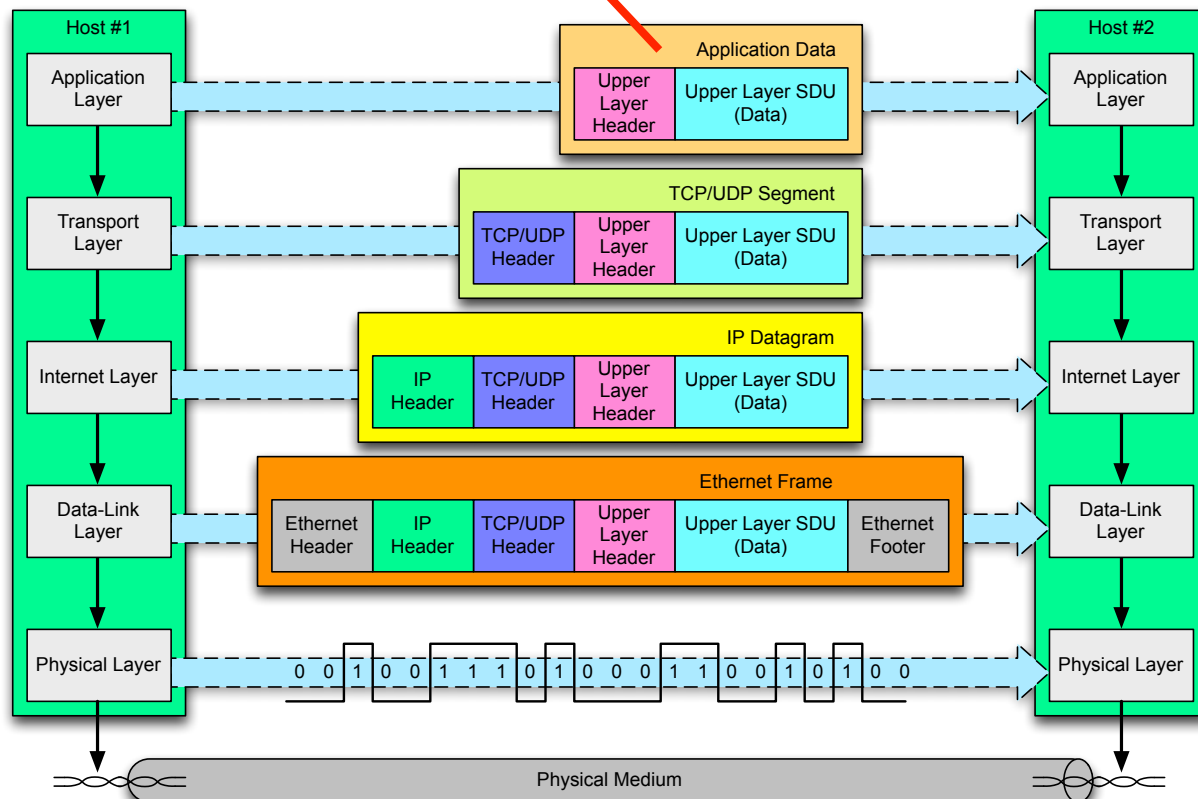 Host #1
Host #2
Application
Layer
Application Data
Upper
Layer
Header
Upper Layer SDU
(Data)
Application
Layer
Transport
Layer
TCP/UDP Segment
TCP/UDP
Header
Upper
Layer
Header
Upper Layer SDU
(Data)
Transport
Layer
Internet Layer
IP Datagram
IP
Header
TCP/UDP
Header
Upper
Layer
Header
Upper Layer SDU
(Data)
Internet Layer
Data-Link
Layer
Ethernet Frame
Ethernet
Header
IP
Header
TCP/UDP
Header
Upper
Layer
Header
Upper Layer SDU
(Data)
Ethernet
Footer
Data-Link
Layer
Physical Layer
0 0 1 0 0 1 1 1 0 1 0 0 0 1 1 0 0 1 0 1 0 0
Physical Layer
Physical Medium